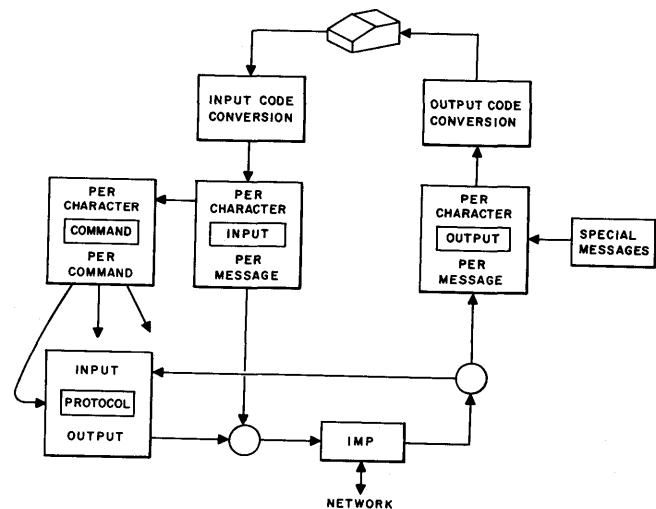 INPUT CODE
CONVERSION
OUTPUT CODE
CONVERSION
PER
CHARACTER
COMMAND
PER
COMMAND
PER
CHARACTER
INPUT
PER
MESSAGE
PER
CHARACTER
OUTPUT
PER
MESSAGE
SPECIAL
MESSAGES
INPUT
PROTOCOL
OUTPUT
IMP
NETWORK